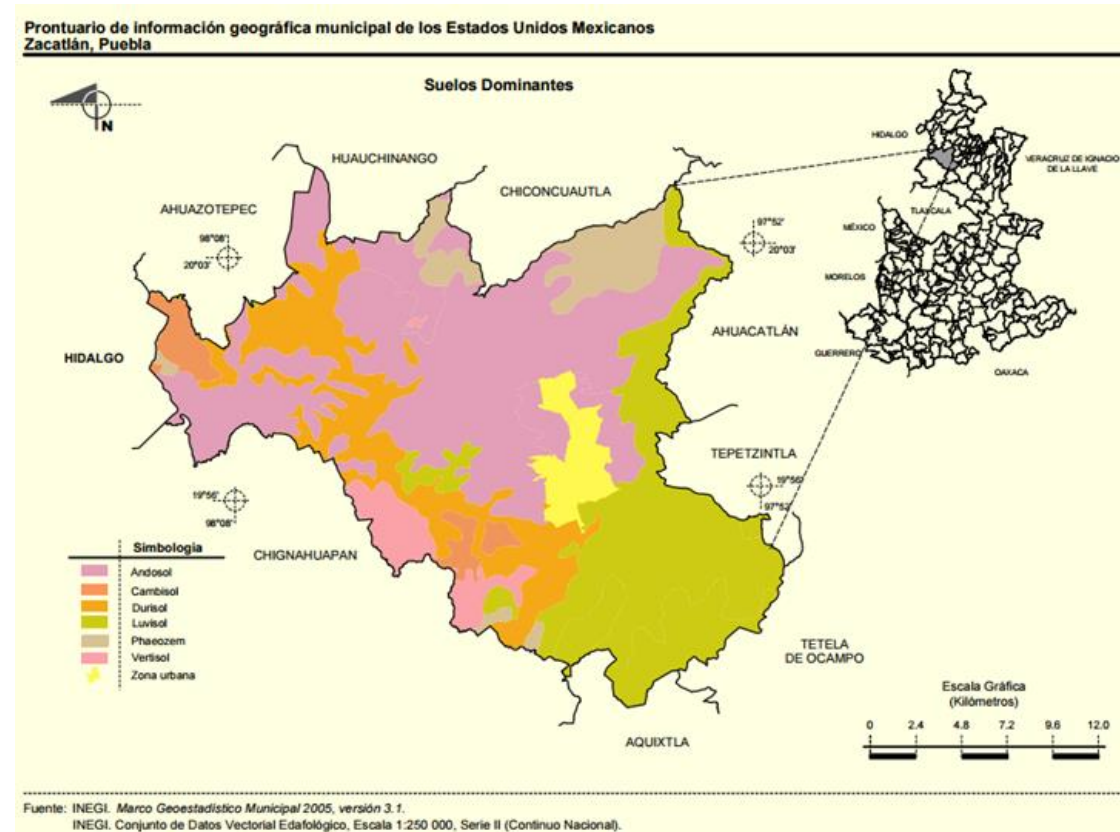 Prontuario de información geográfica municipal de los Estados Unidos Mexicanos
Zacatlán, Puebla
Suelos Dominantes
N
HUAUCHINANGO
CHICONCUAUTLA
AHUAZOTEPEC
98°08'
20°03'
97°52'
20°03'
HIDALGO
AHUACATLÁN
TEPETZINTLA
19°56'
97°52'
19°56'
98°08'
CHIGNAHUAPAN
TETELA
DE OCAMPO
AQUIXTLA
HIDALGO
VERACRUZ DE IGNACIO
DE LA LLAVE
TLAXCALA
MÉXICO
MORELOS
GUERRERO
OAXACA
Simbología
Andosol
Cambisol
Durisol
Luvisol
Phaeozem
Vertisol
Zona urbana
Escala Gráfica
(Kilómetros)
0 2.4 4.8 7.2 9.6 12.0
Fuente: INEGI. Marco Geoestadístico Municipal 2005, versión 3.1.
INEGI. Conjunto de Datos Vectorial Edafológico, Escala 1:250 000, Serie II (Continuo Nacional).